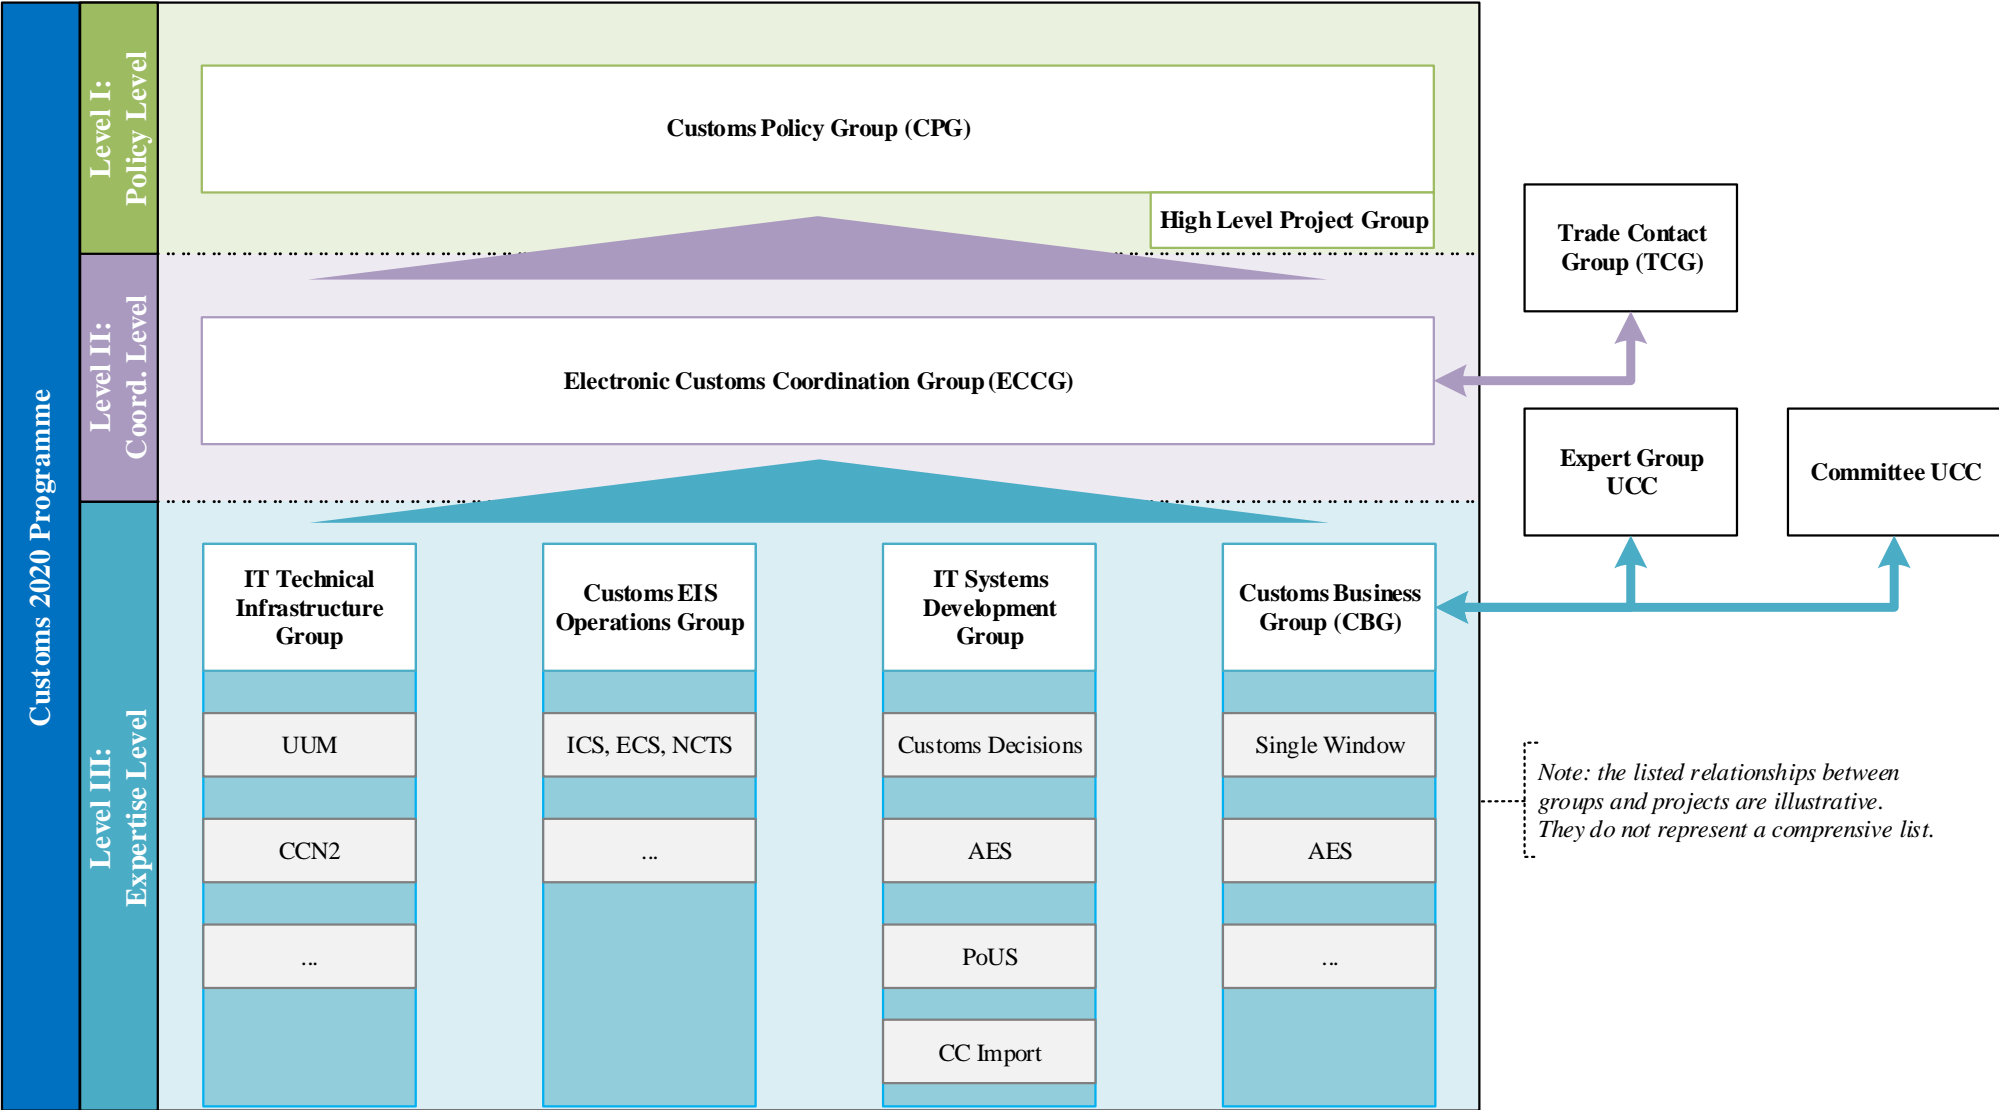 Customs 2020 Programme
Level I:
Policy Level
Customs Policy Group (CPG)
High Level Project Group
Level II:
Coord. Level
Electronic Customs Coordination Group (ECCG)
Trade Contact
Group (TCG)
Expert Group
UCC
Committee UCC
Level III:
Expertise Level
IT Technical
Infrastructure
Group
UUM
CCN2
...
Customs EIS
Operations Group
ICS, ECS, NCTS
...
IT Systems
Development
Group
Customs Decisions
AES
PoUS
CC Import
Customs Business
Group (CBG)
Single Window
AES
...
Note: the listed relationships between
groups and projects are illustrative.
They do not represent a comprensive list.